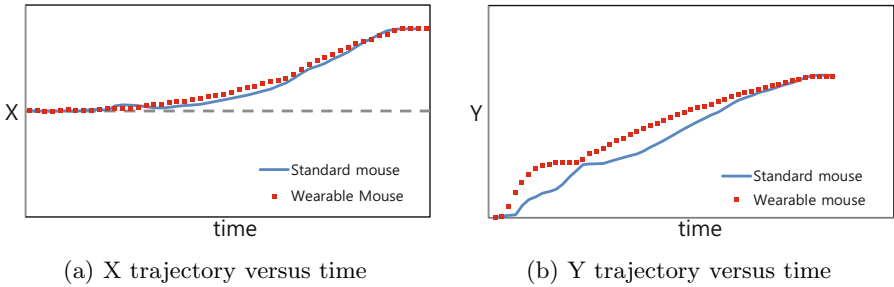 X
Standard mouse
Wearable Mouse
time
(a) X trajectory versus time
Y
Standard mouse
Wearable mouse
time
(b) Y trajectory versus time